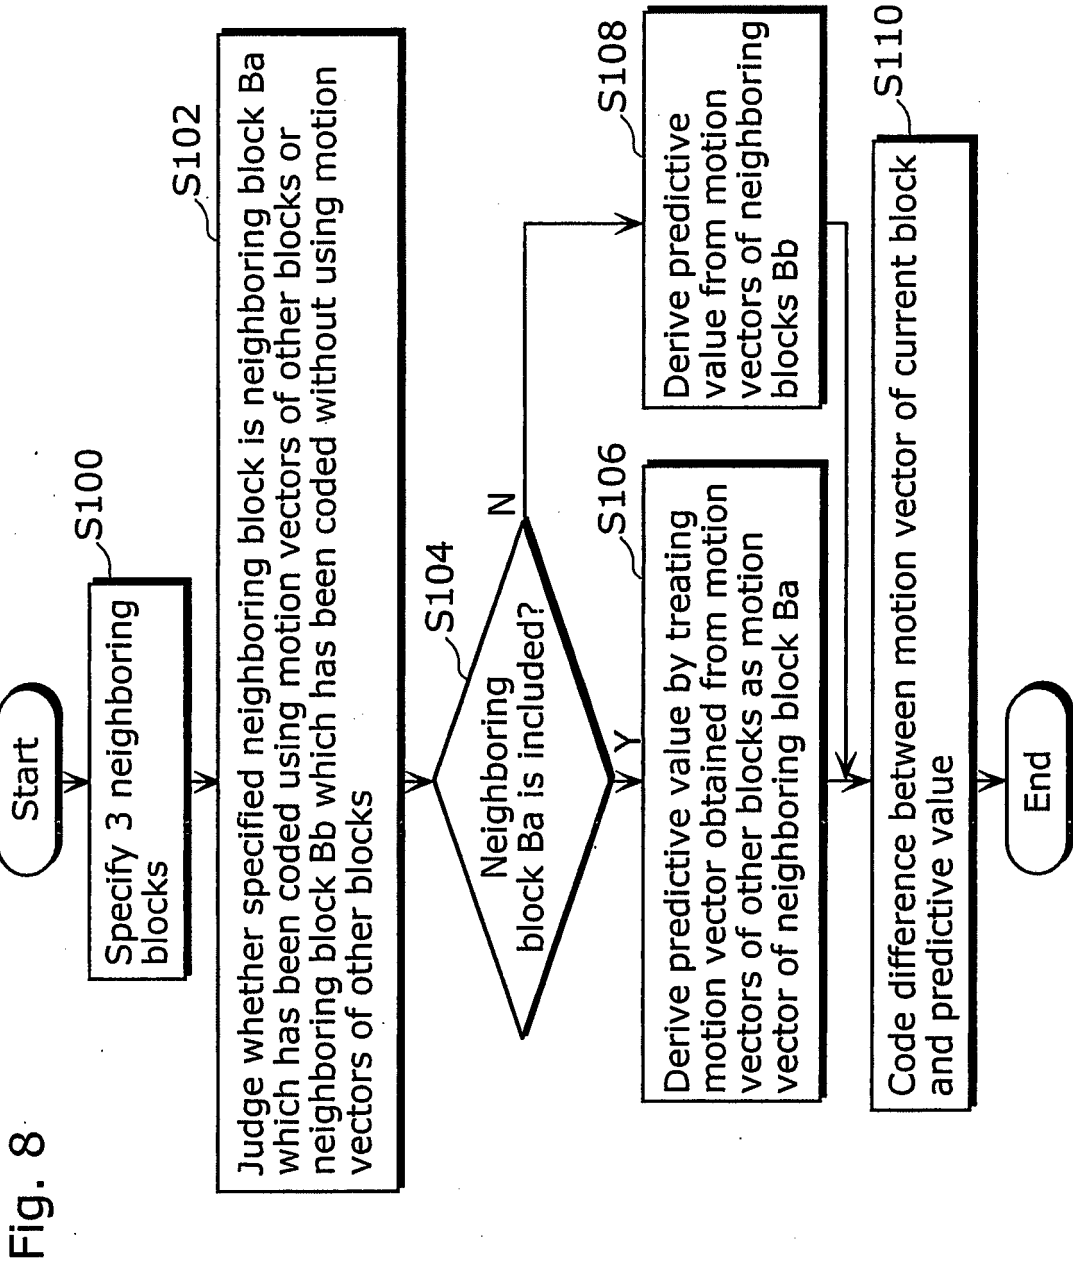 Fig. 8
Start
S100
Specify 3 neighboring
blocks
S102
Judge whether specified neighboring block is neighboring block Ba
which has been coded using motion vectors of other blocks or
neighboring block Bb which has been coded without using motion
vectors of other blocks
S104
Neighboring
block Ba is included?
N
Y
S106
Derive predictive value by treating
motion vector obtained from motion
vectors of other blocks as motion
vector of neighboring block Ba
S108
Derive predictive
value from motion
vectors of neighboring
blocks Bb
S110
Code difference between motion vector of current block
and predictive value
End